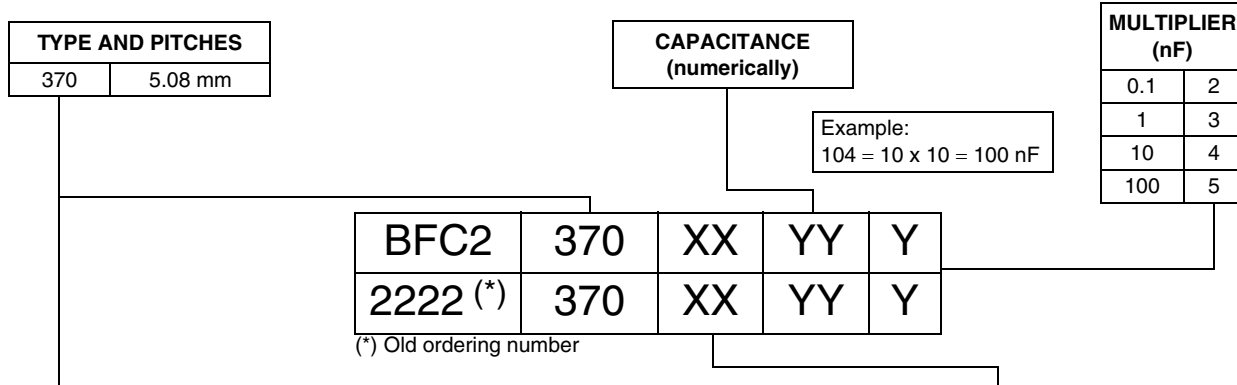 TYPE AND PITCHES
370 5.08 mm
CAPACITANCE
(numerically)
MULTIPLIER
(nF)
0.1 2
1 3
10 4
100 5
Example:
104 = 10 x 10 = 100 nF
BFC2 370 XX YY Y
2222 (*) 370 XX YY Y
(*) Old ordering number